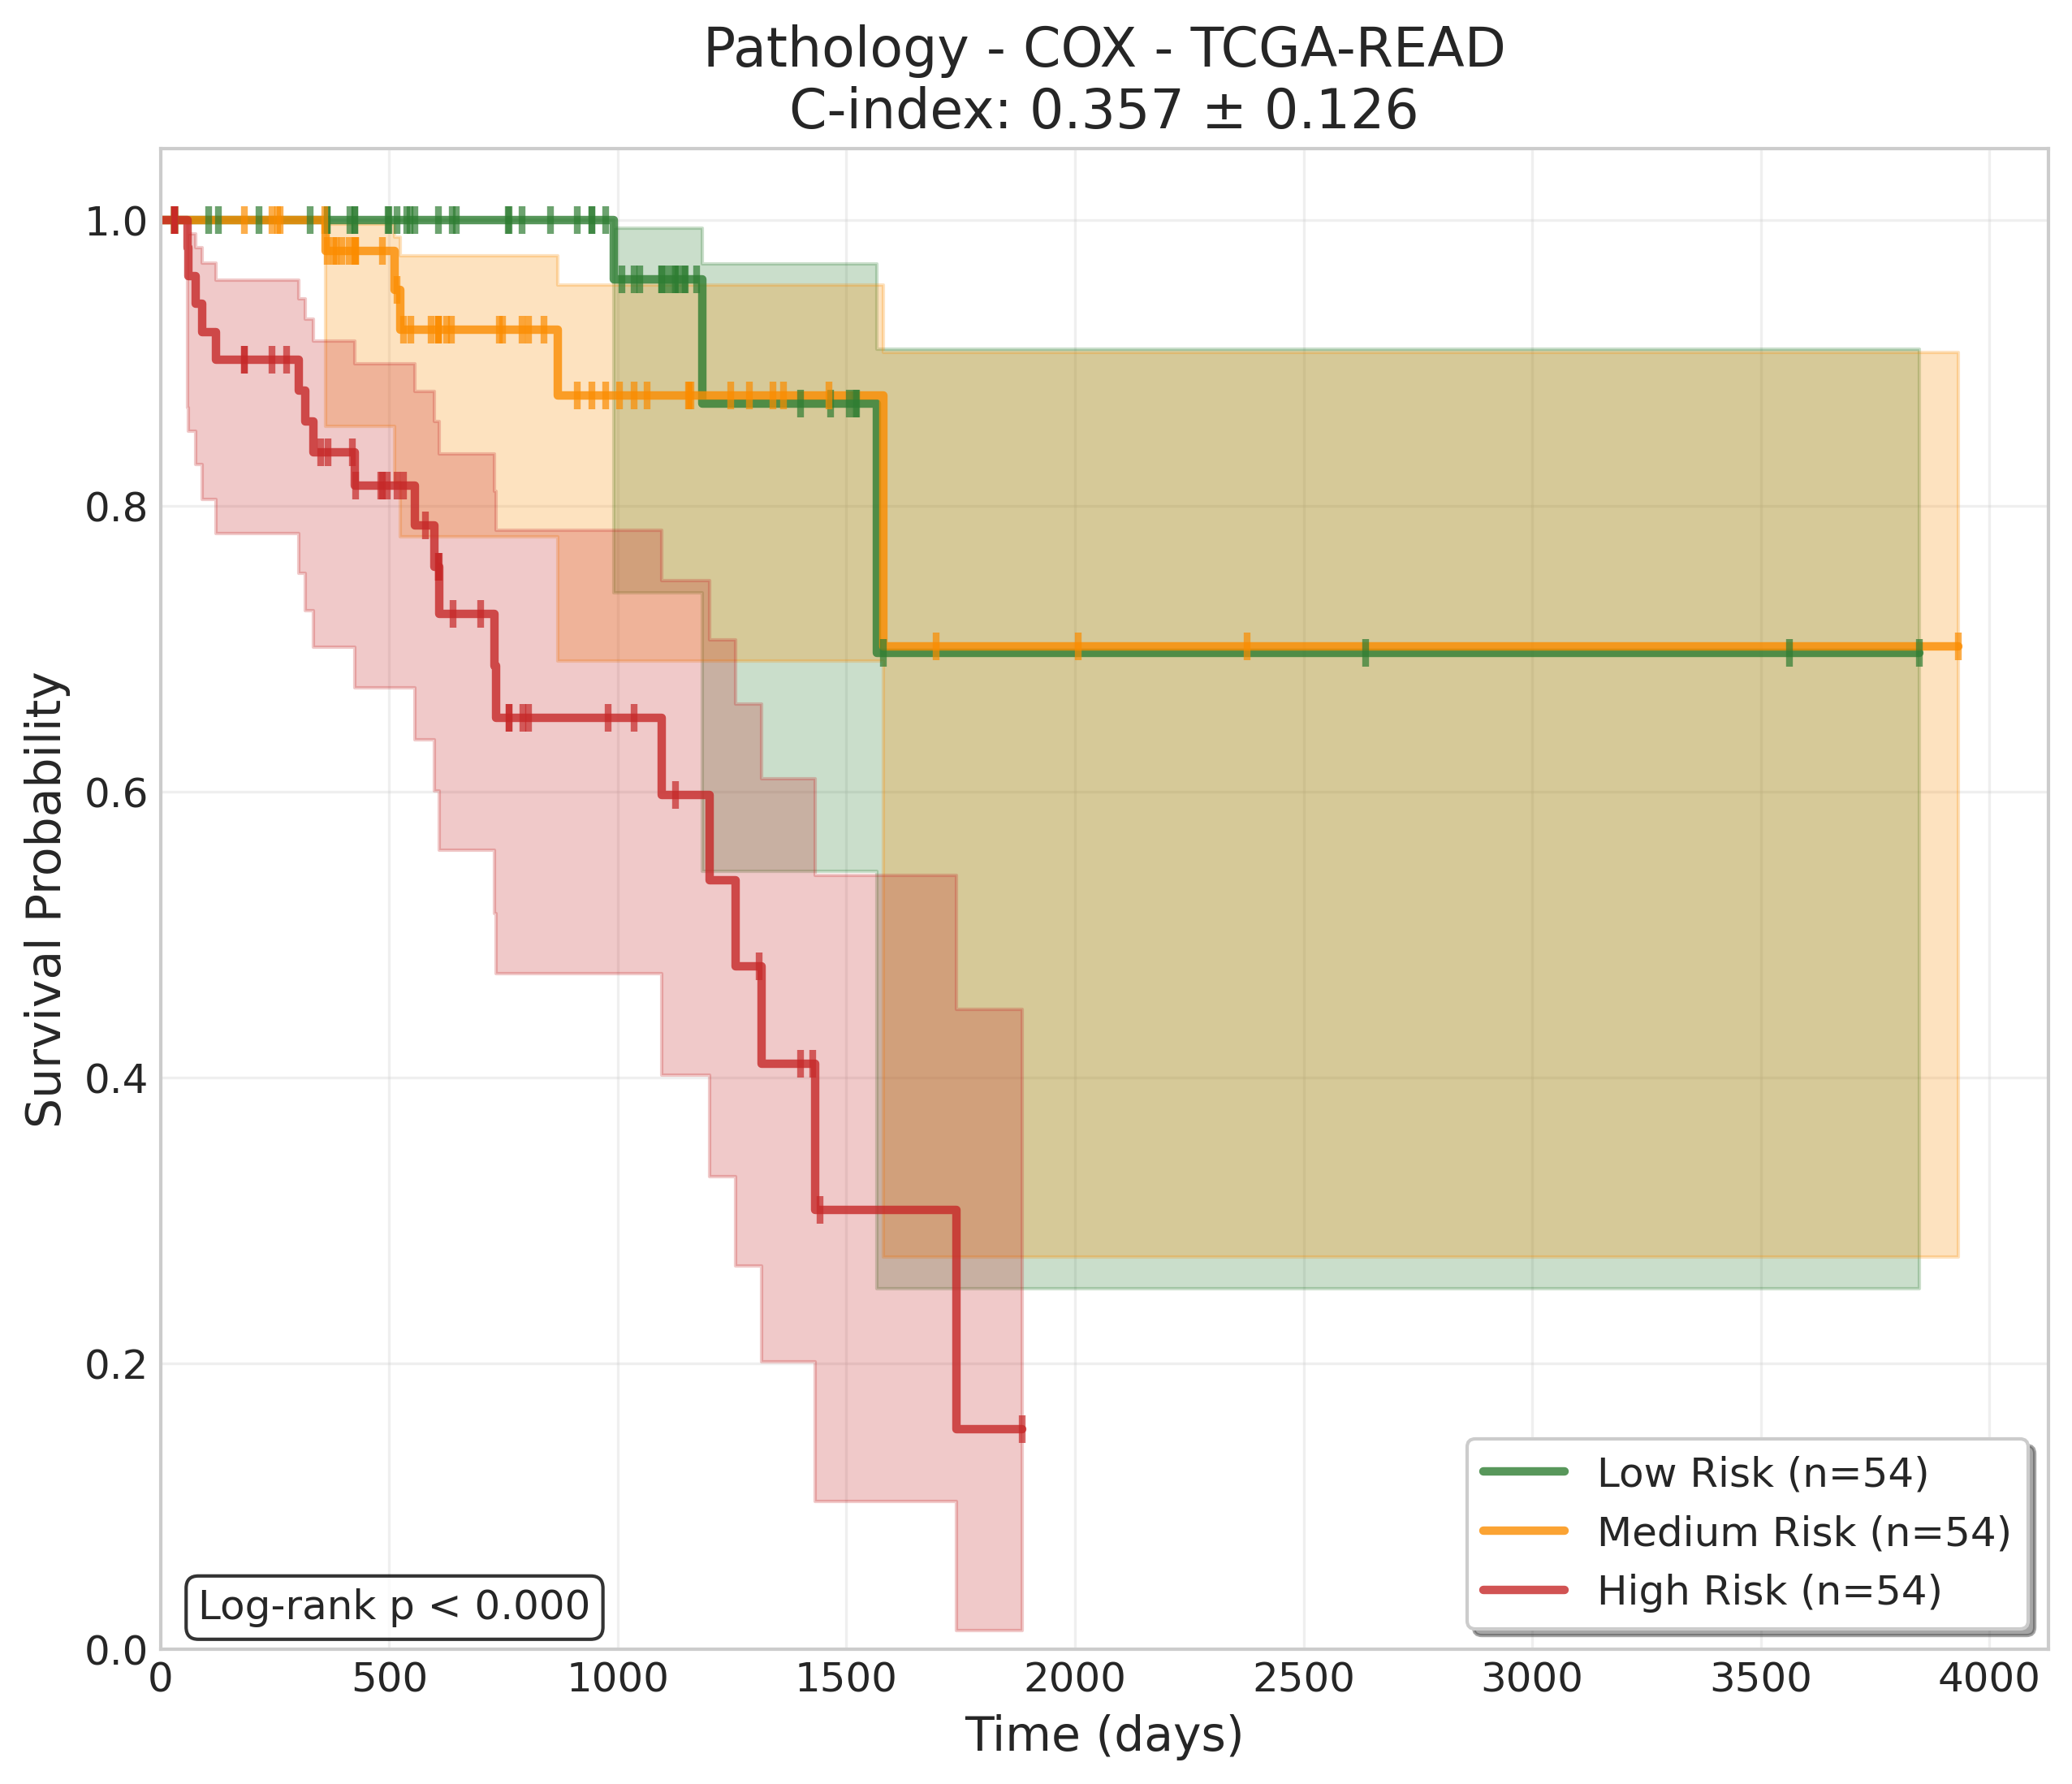 Pathology - COX - TCGA-READ
C-index: 0.357 ± 0.126
Survival Probability
1.0
0.8
0.6
0.4
0.2
0.0
Log-rank p < 0.000
Low Risk (n=54)
Medium Risk (n=54)
High Risk (n=54)
0 500 1000 1500 2000 2500 3000 3500 4000
Time (days)